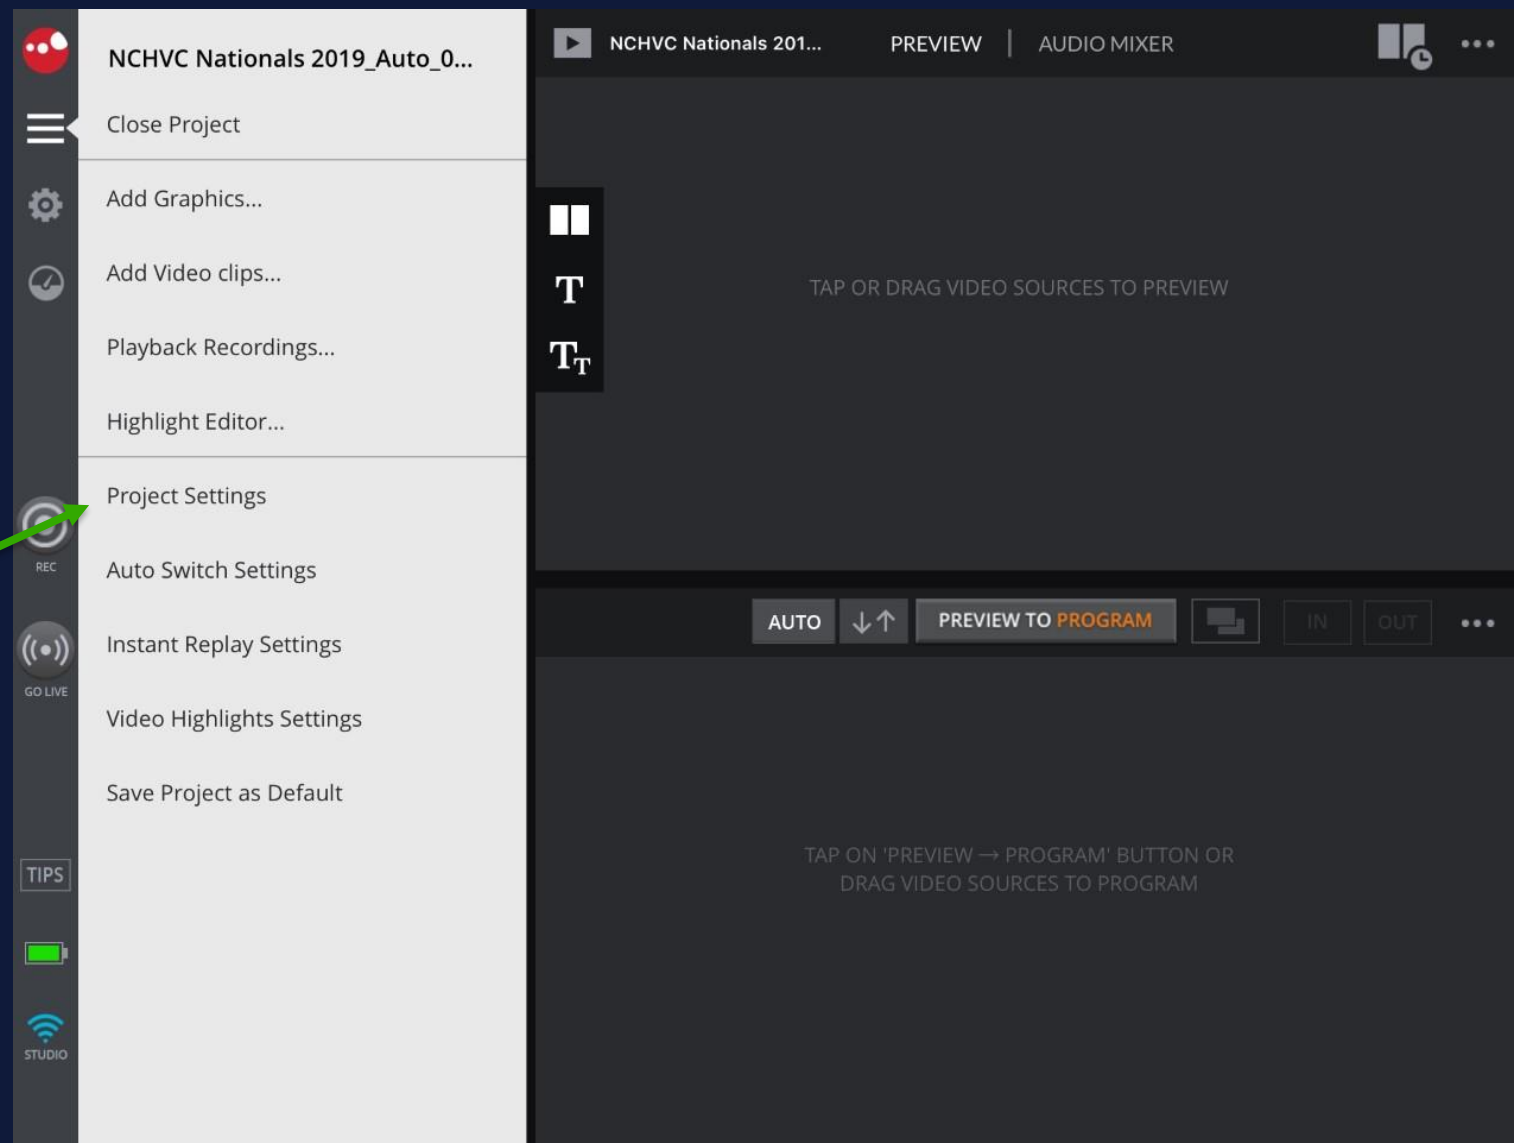 NCHVC Nationals 2019_Auto_0...
Close Project
Add Graphics...
Add Video clips...
Playback Recordings...
Highlight Editor...
Project Settings
Auto Switch Settings
Instant Replay Settings
Video Highlights Settings
Save Project as Default
REC
GO LIVE
TIPS
STUDIO
NCHVC Nationals 201...
PREVIEW | AUDIO MIXER
T
TT
TAP OR DRAG VIDEO SOURCES TO PREVIEW
AUTO ↓↑ PREVIEW TO PROGRAM IN OUT
TAP ON 'PREVIEW → PROGRAM' BUTTON OR
DRAG VIDEO SOURCES TO PROGRAM